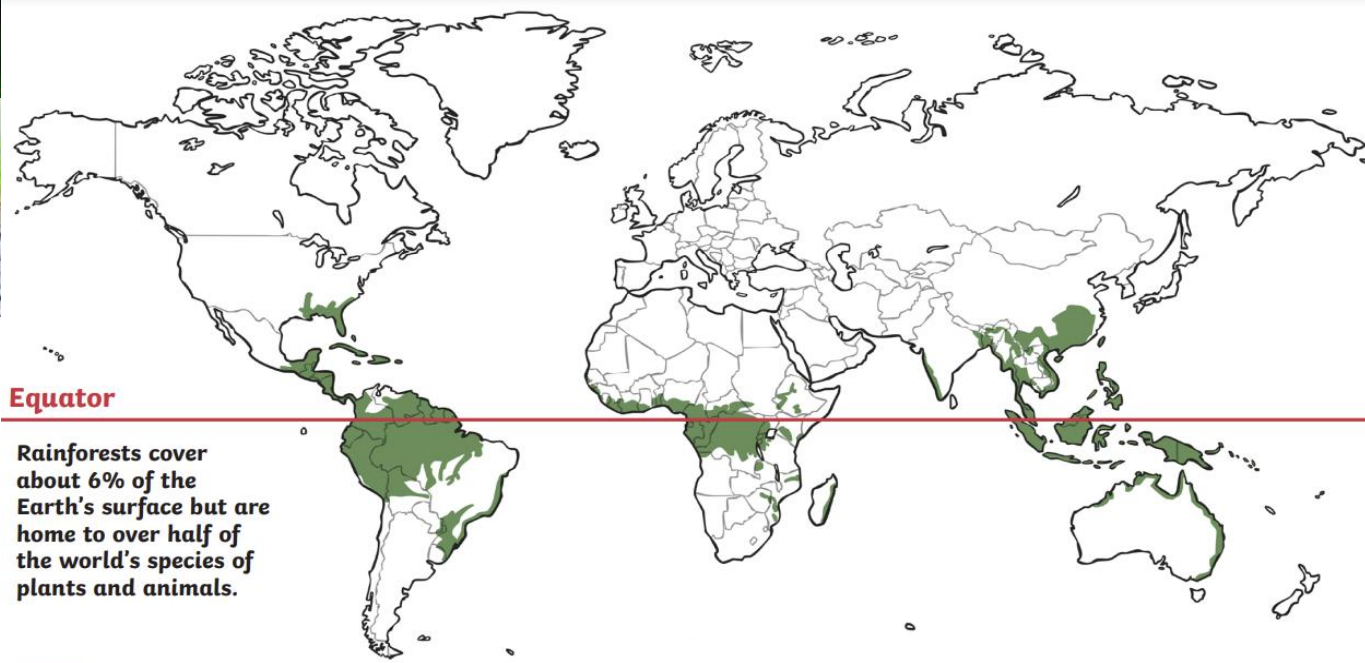 Equator
Rainforests cover
about 6% of the
Earth's surface but are
home to over half of
the world's species of
plants and animals.